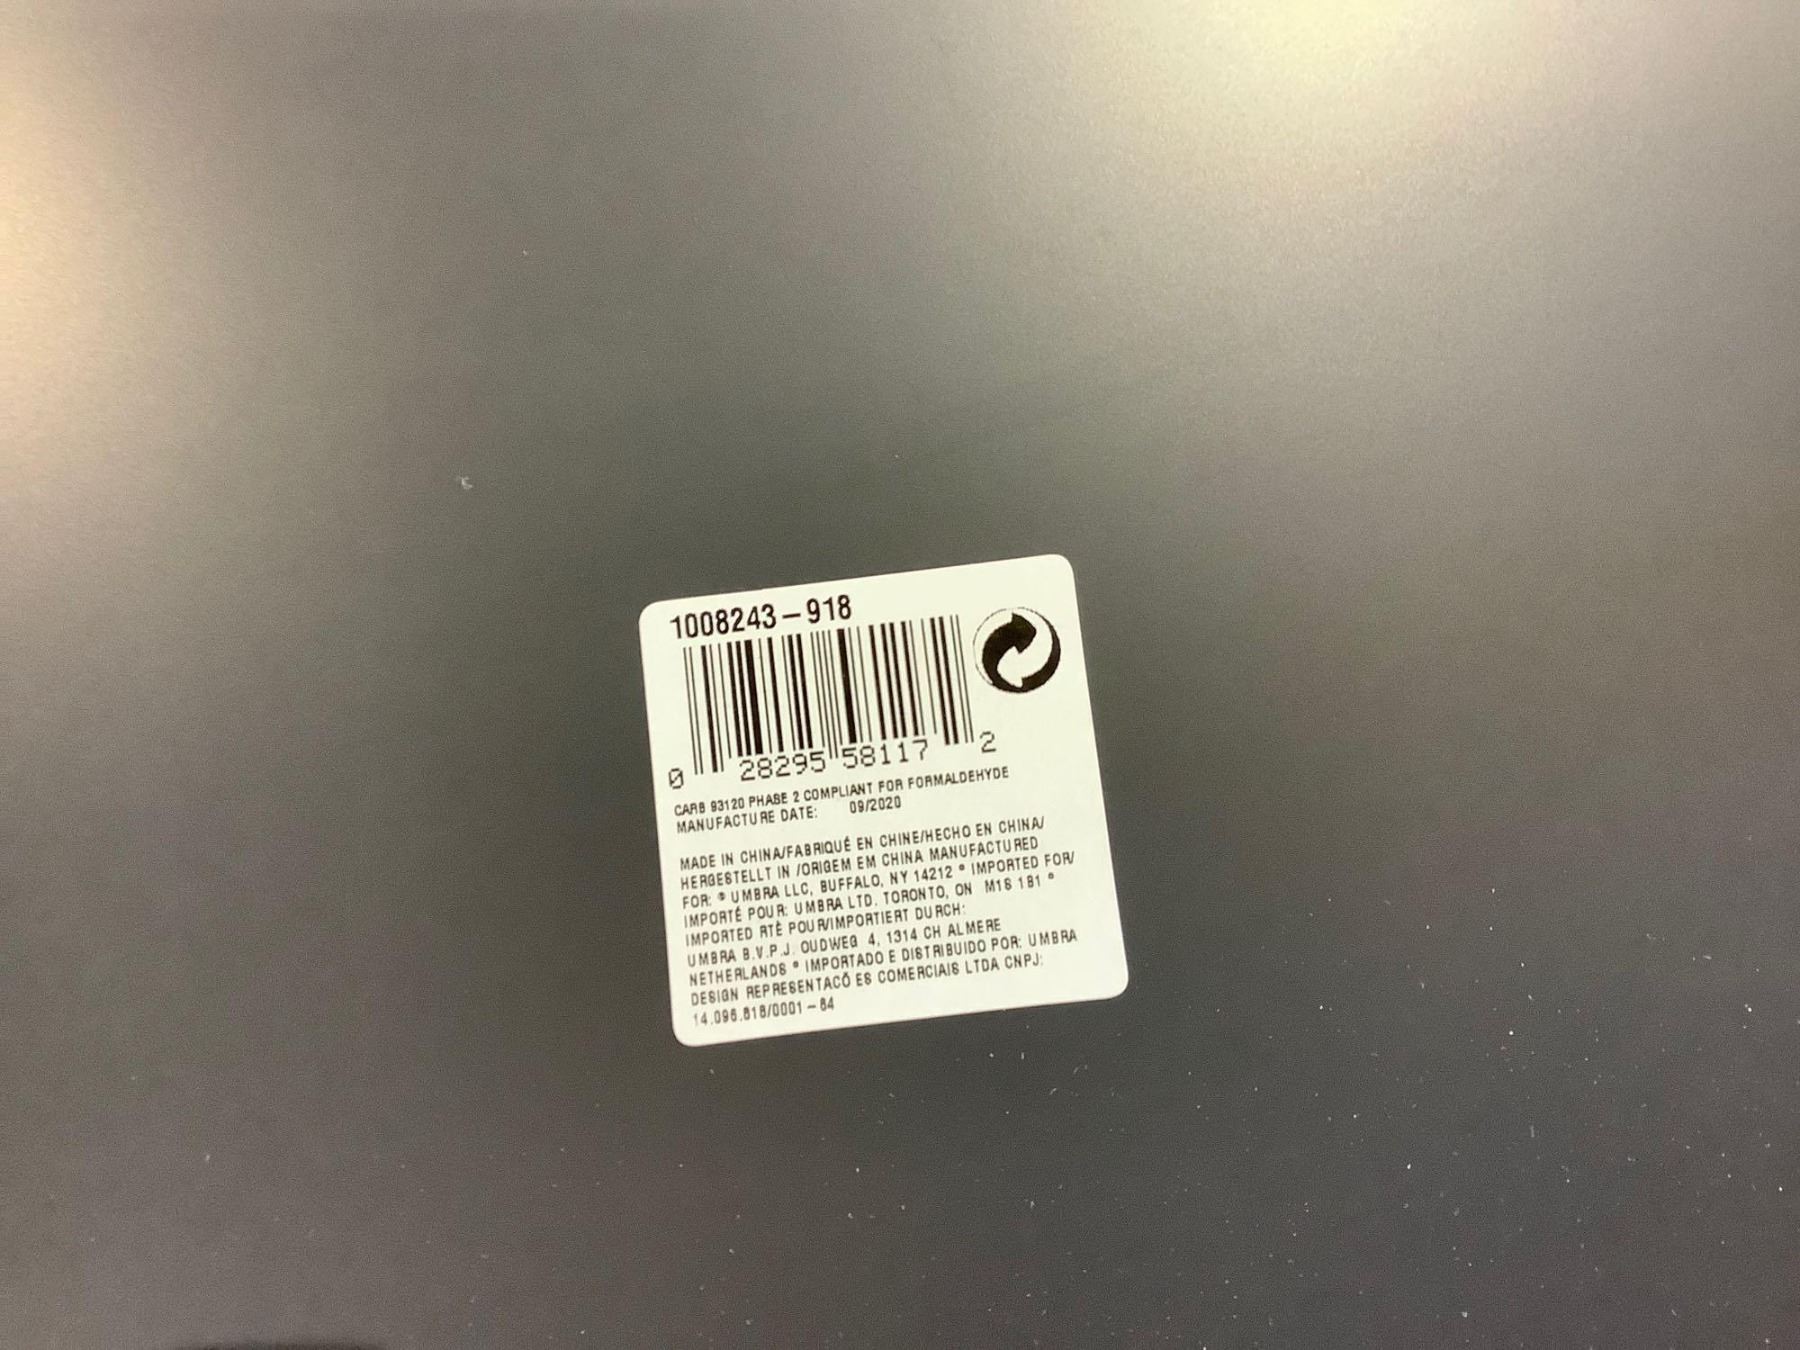 1008243-918
0 28295 58117 2
CARB 93120 PHASE 2 COMPLIANT FOR FORMALDEHYDE
MANUFACTURE DATE: 09/2020
MADE IN CHINA/FABRIQUÉ EN CHINE/HECHO EN CHINA/
HERGESTELLT IN /ORIGEM EM CHINA MANUFACTURED
FOR: ® UMBRA LLC, BUFFALO, NY 14212 * IMPORTED FOR/
IMPORTÉ POUR: UMBRA LTD. TORONTO, ON M1S 1B1 *
IMPORTED RTÈ POUR/IMPORTIERT DURCH:
UMBRA B.V.P.J. OUDWEG 4, 1314 CH ALMERE
NETHERLANDS * IMPORTADO E DISTRIBUIDO POR: UMBRA
DESIGN REPRESENTACÕ ES COMERCIAIS LTDA CNPJ:
14.096.818/0001-64